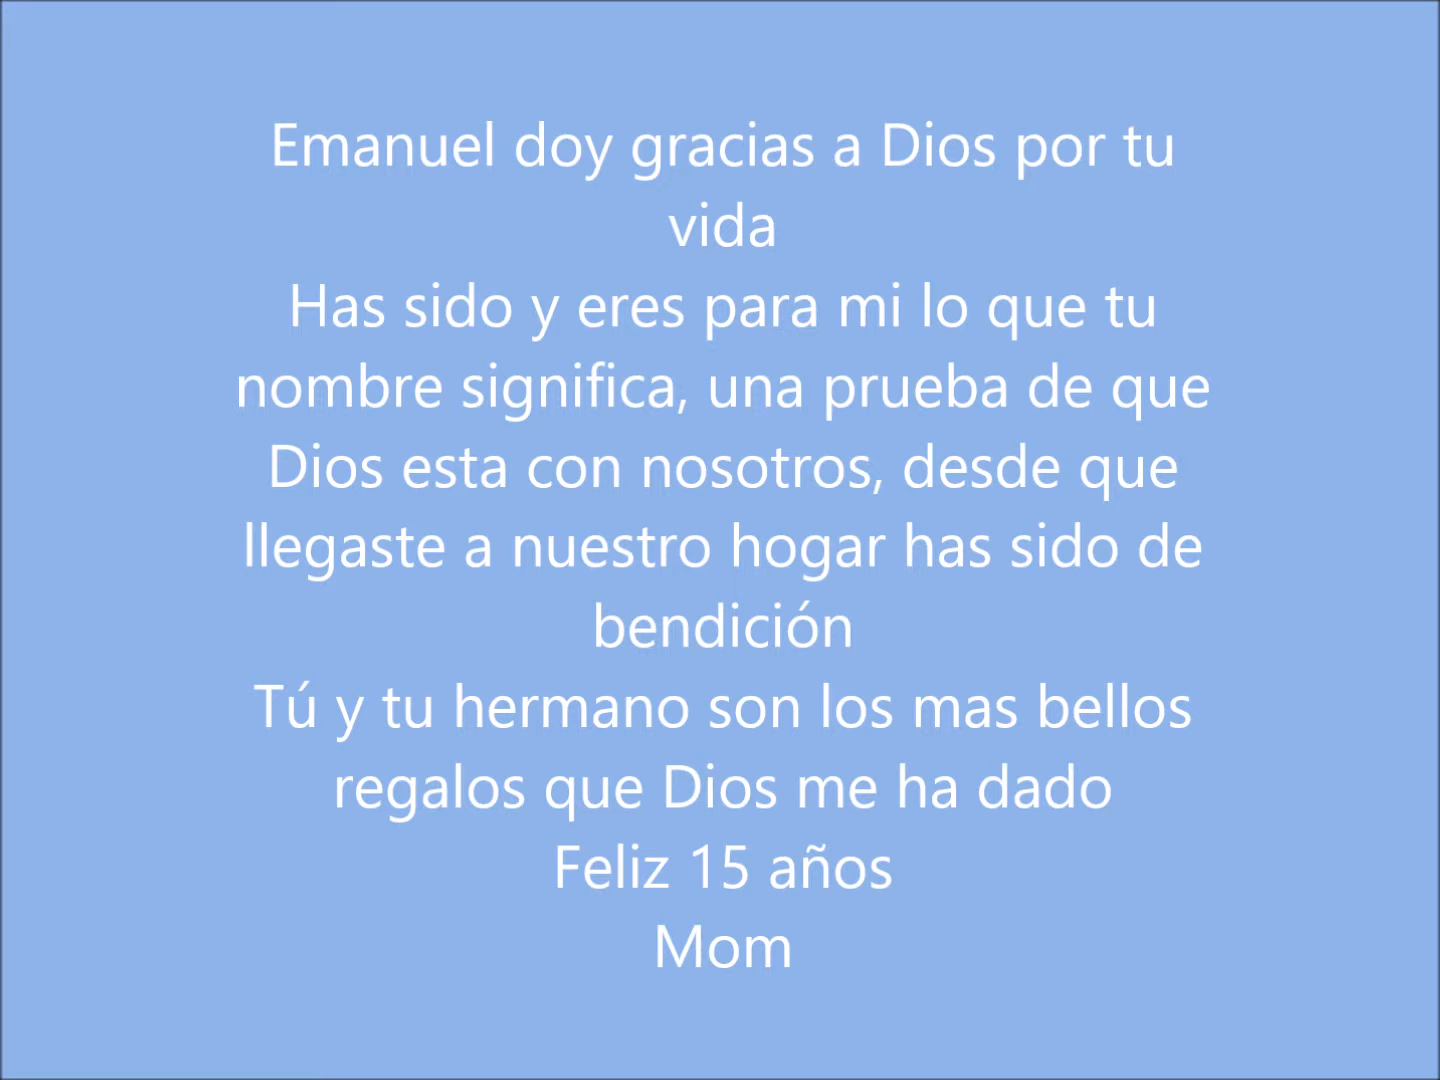 Emanuel doy gracias a Dios por tu
vida
Has sido y eres para mi lo que tu
nombre significa, una prueba de que
Dios esta con nosotros, desde que
llegaste a nuestro hogar has sido de
bendición
Tú y tu hermano son los mas bellos
regalos que Dios me ha dado
Feliz 15 años
Mom